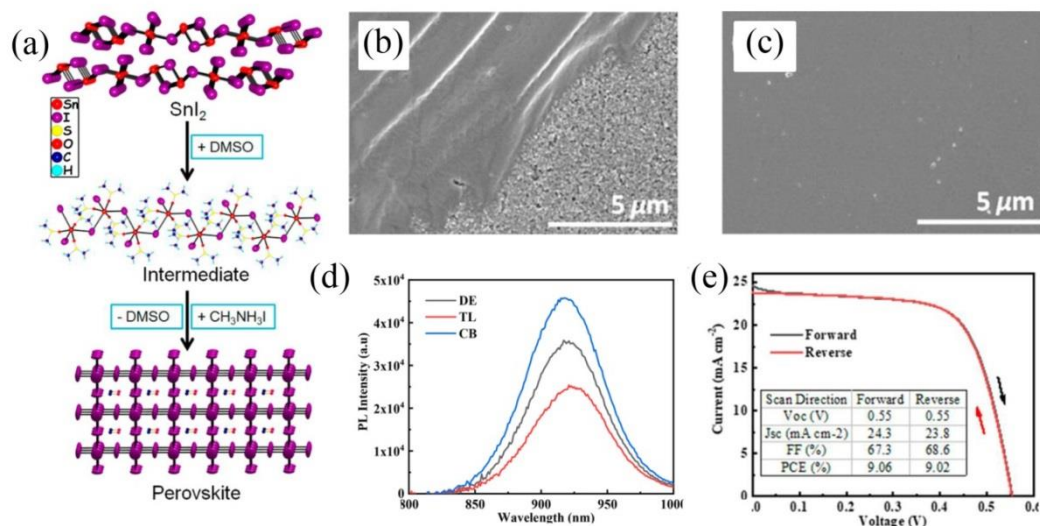 (a)
SnI2
Sn
I
S
O
C
H
+ DMSO
Intermediate
- DMSO
+ CH3NH3I
Perovskite
(b)
5 μm
(c)
5 μm
(d)
5x10⁴
4x10⁴
3x10⁴
2x10⁴
1x10⁴
0
PL Intensity (a.u)
DE
TL
CB
800 850 900 950 1000
Wavelength (nm)
(e)
25
20
15
10
5
0
Current (mA cm-2)
Forward
Reverse
Scan Direction Forward Reverse
Voc (V) 0.55 0.55
Jsc (mA cm-2) 24.3 23.8
FF (%) 67.3 68.6
PCE (%) 9.06 9.02
.0 0.1 0.2 0.3 0.4 0.5 0.6
Voltage (V)